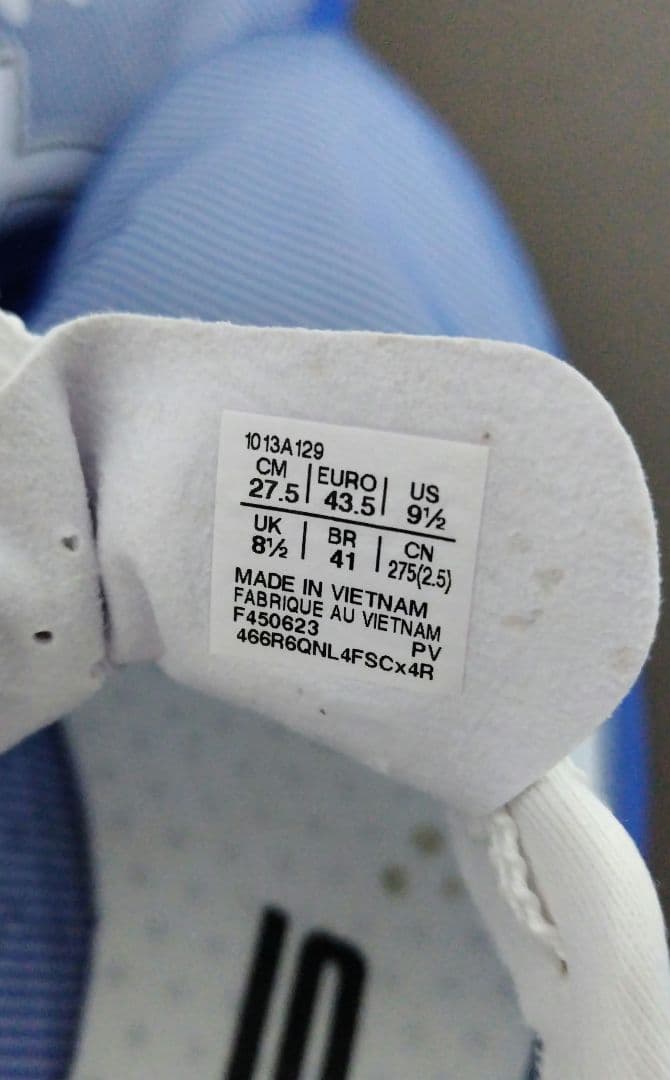 1013A129
CM EURO US
27.5 43.5 9½
UK BR CN
8½ 41 275(2.5)
MADE IN VIETNAM
FABRIQUE AU VIETNAM
F450623 PV
466R6QNL4FSCx4R